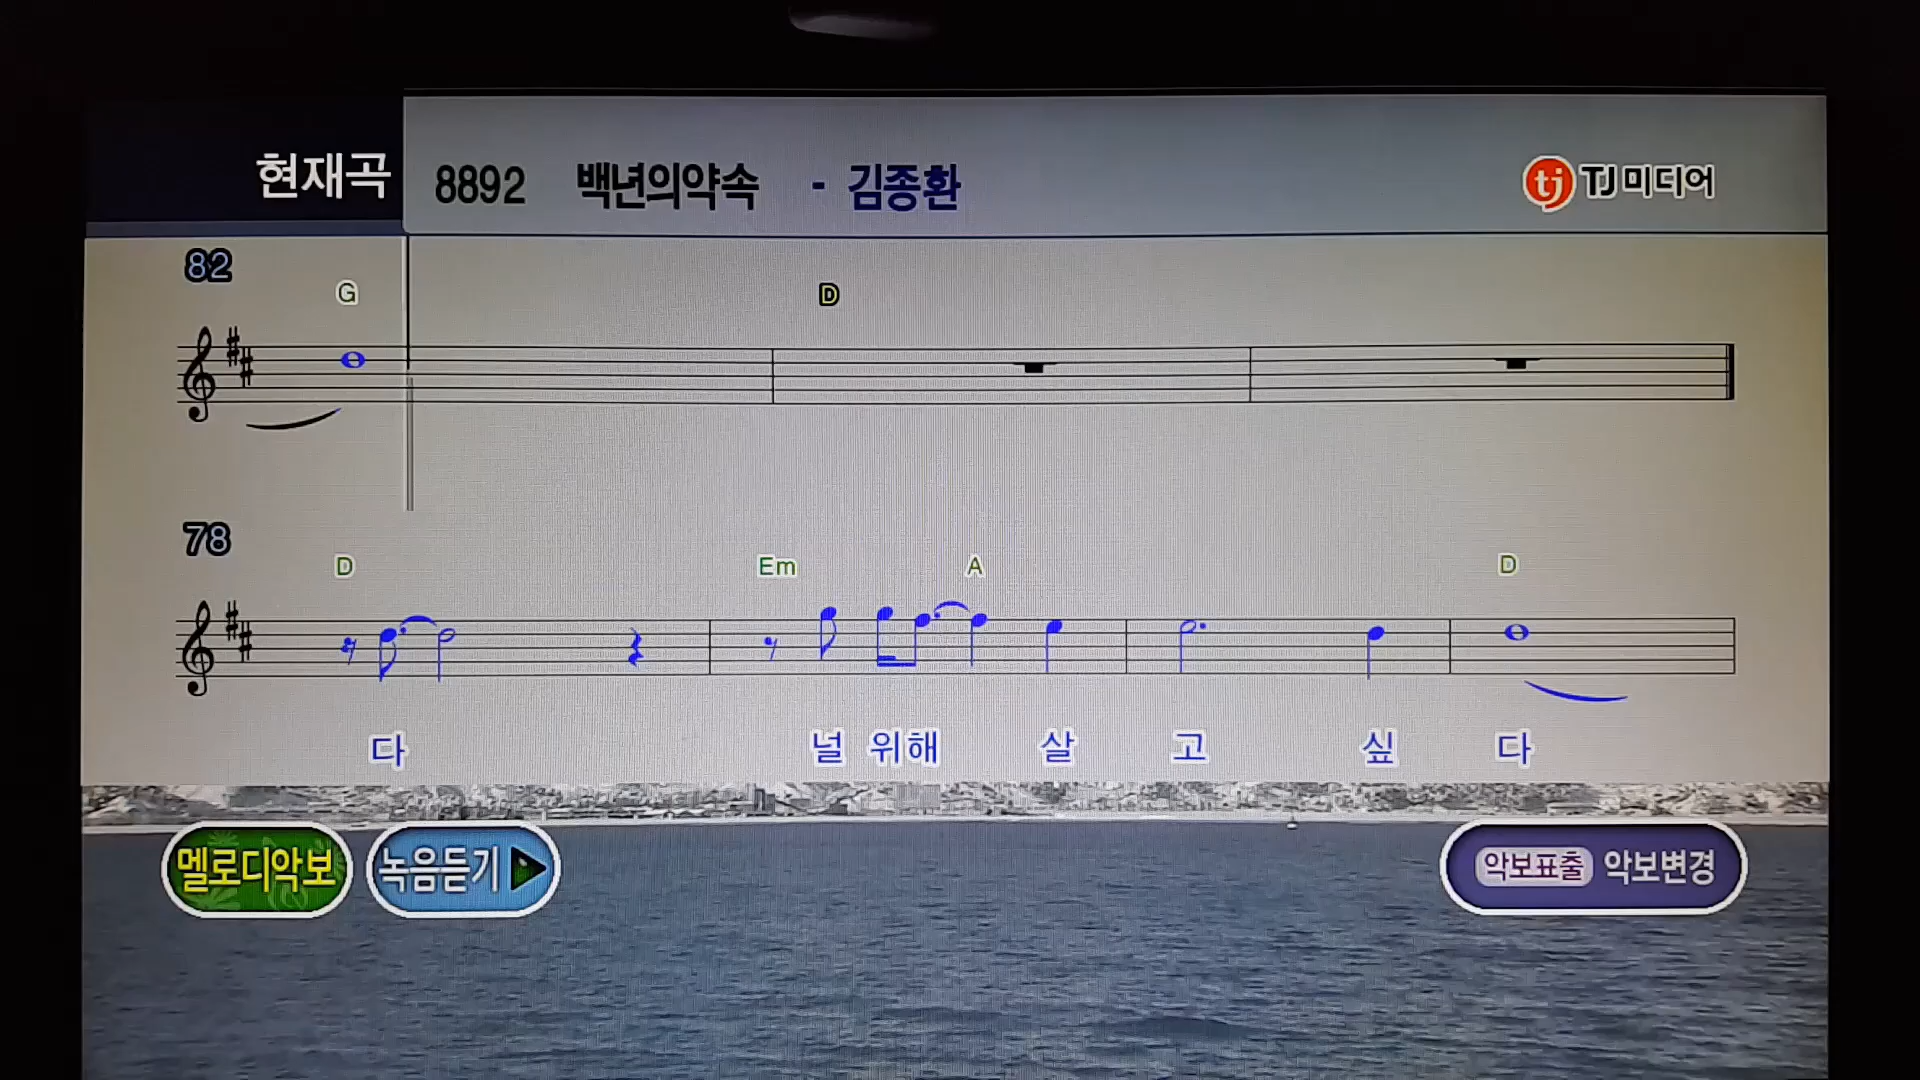 현재곡
8892 백년의약속 - 김종환
tj TJ미디어
82
G D
78
D Em A D
다 널 위해 살 고 싶 다
멜로디악보 녹음듣기 악보표출 악보변경